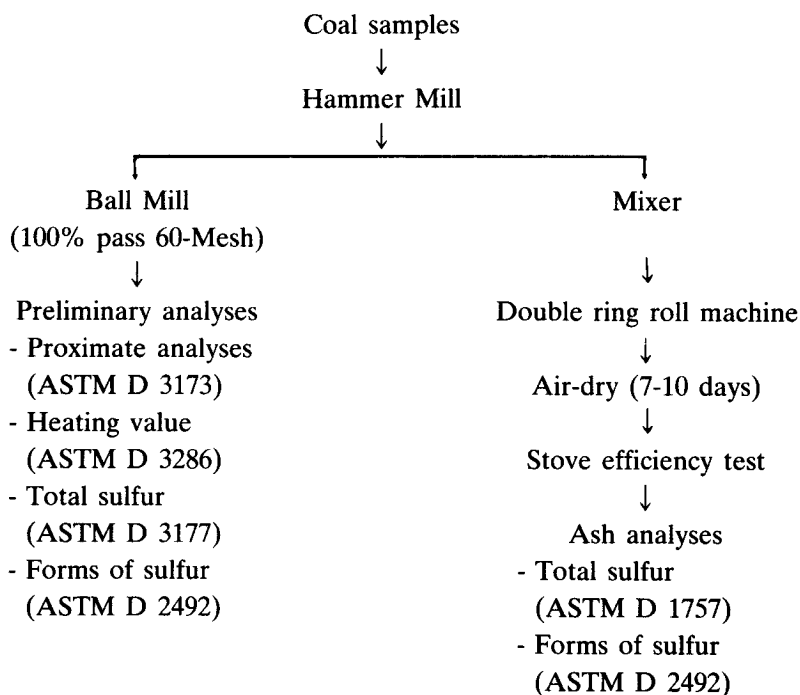 Coal samples
↓
Hammer Mill
↓
Ball Mill
(100% pass 60-Mesh)
↓
Preliminary analyses
- Proximate analyses
(ASTM D 3173)
- Heating value
(ASTM D 3286)
- Total sulfur
(ASTM D 3177)
- Forms of sulfur
(ASTM D 2492)
Mixer
↓
Double ring roll machine
↓
Air-dry (7-10 days)
↓
Stove efficiency test
↓
Ash analyses
- Total sulfur
(ASTM D 1757)
- Forms of sulfur
(ASTM D 2492)